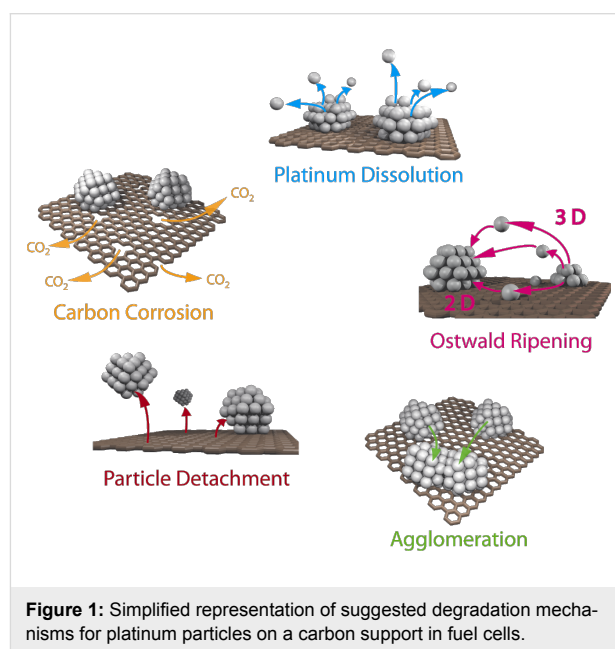 Platinum Dissolution
CO₂
CO₂
CO₂
CO₂
Carbon Corrosion
3 D
2 D
Ostwald Ripening
Particle Detachment
Agglomeration
Figure 1: Simplified representation of suggested degradation mecha-
nisms for platinum particles on a carbon support in fuel cells.